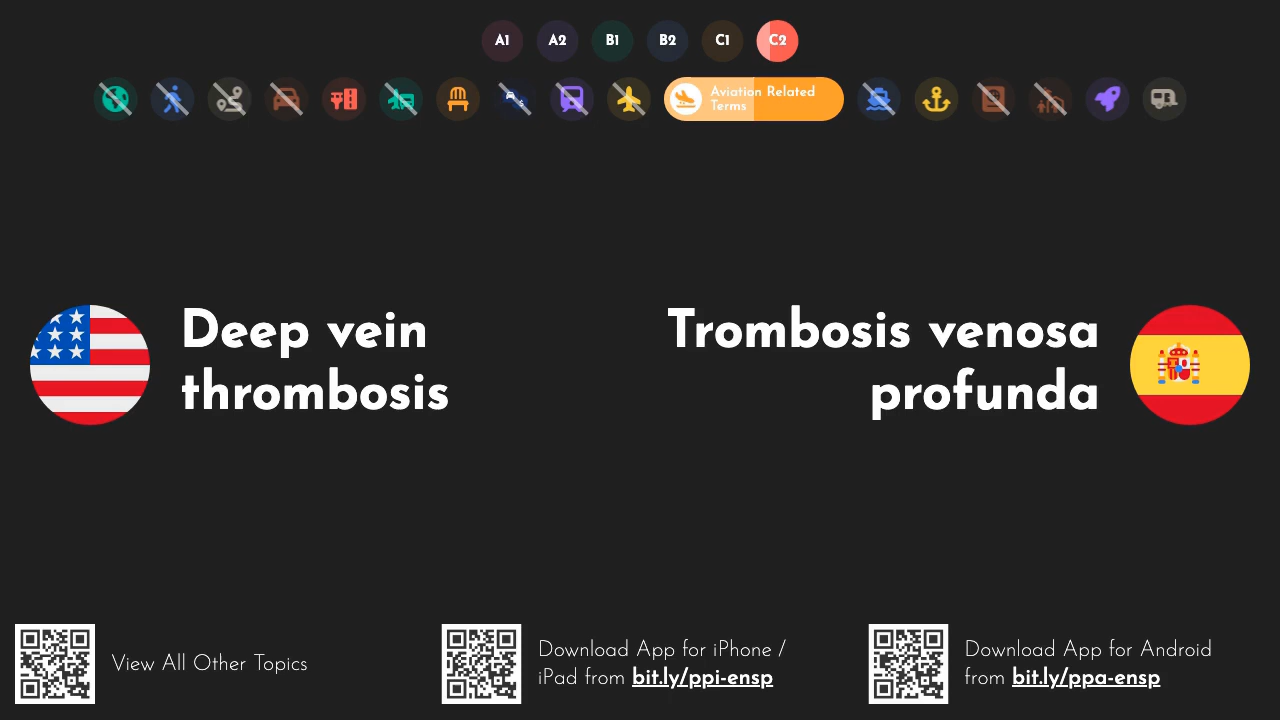 A1 A2 B1 B2 C1 C2
Aviation Related
Terms
Deep vein
thrombosis
Trombosis venosa
profunda
View All Other Topics
Download App for iPhone /
iPad from bit.ly/ppi-ensp
Download App for Android
from bit.ly/ppa-ensp